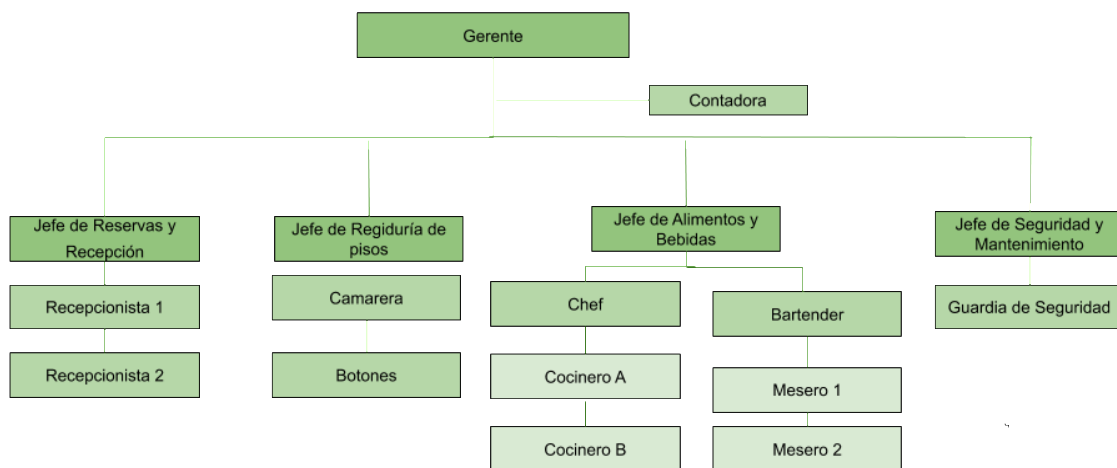 Gerente
Contadora
Jefe de Reservas y
Recepción
Jefe de Regiduría de
pisos
Jefe de Alimentos y
Bebidas
Jefe de Seguridad y
Mantenimiento
Recepcionista 1
Camarera
Chef
Bartender
Guardia de Seguridad
Recepcionista 2
Botones
Cocinero A
Mesero 1
Cocinero B
Mesero 2